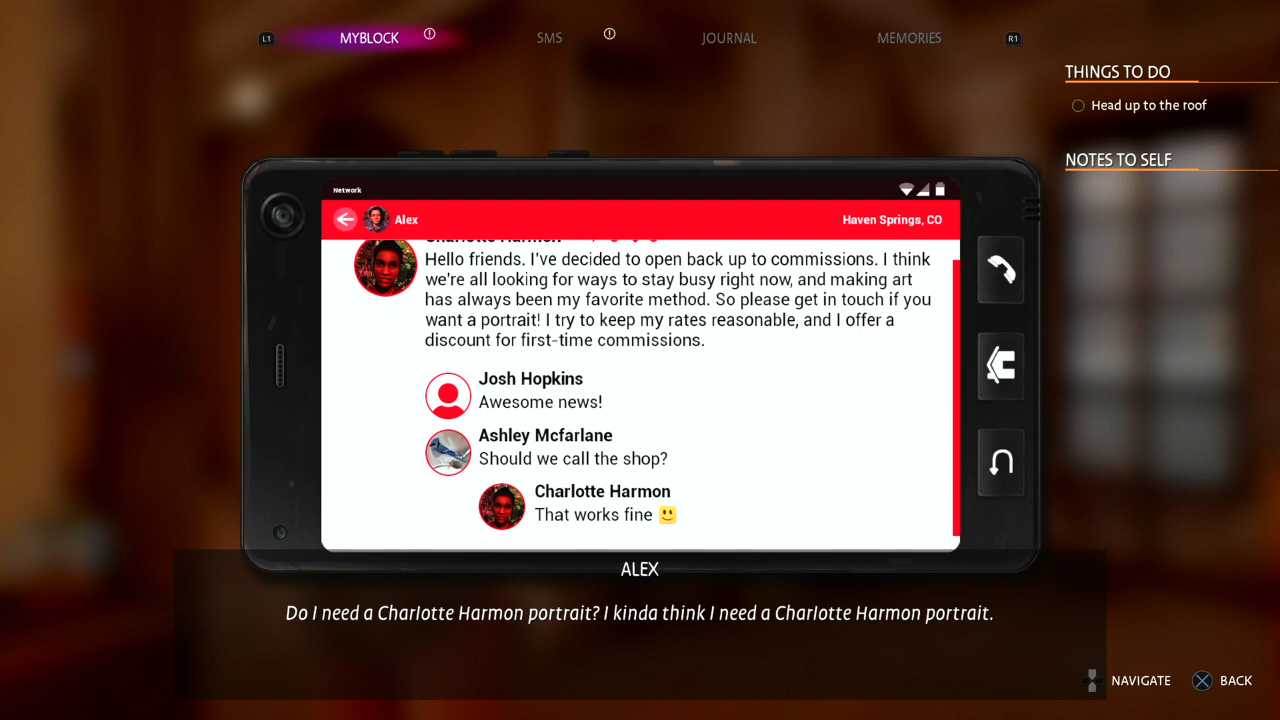 L1
MYBLOCK
SMS
JOURNAL
MEMORIES
R1
THINGS TO DO
Head up to the roof
NOTES TO SELF
Network
Alex
Haven Springs, CO
Charlotte Harmon
Hello friends. I've decided to open back up to commissions. I think
we're all looking for ways to stay busy right now, and making art
has always been my favorite method. So please get in touch if you
want a portrait! I try to keep my rates reasonable, and I offer a
discount for first-time commissions.
Josh Hopkins
Awesome news!
Ashley Mcfarlane
Should we call the shop?
Charlotte Harmon
That works fine 🙂
ALEX
Do I need a Charlotte Harmon portrait? I kinda think I need a Charlotte Harmon portrait.
NAVIGATE
BACK